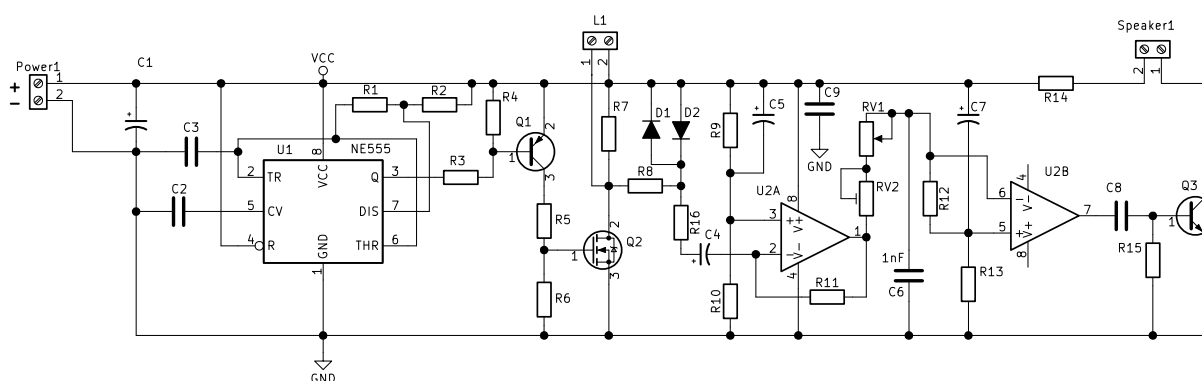 L1
Speaker1
1
2
2
1
Power1
+
-
1
2
C1
VCC
R1
R2
R4
R7
D1
D2
C5
C9
RV1
C7
R14
+
C3
U1
NE555
8
Q1
1
2
3
R9
GND
2
TR
VCC
Q
3
R3
R8
U2A
RV2
R12
U2B
C8
Q3
C2
5
CV
DIS
7
R5
R16
C4
+
3
+
V+
8
1
2
-
V-
4
6
-
V-
4
5
+
V+
8
7
1
4
R
GND
THR
6
1
1
2
3
Q2
R6
R10
R11
1nF
C6
R13
R15
GND